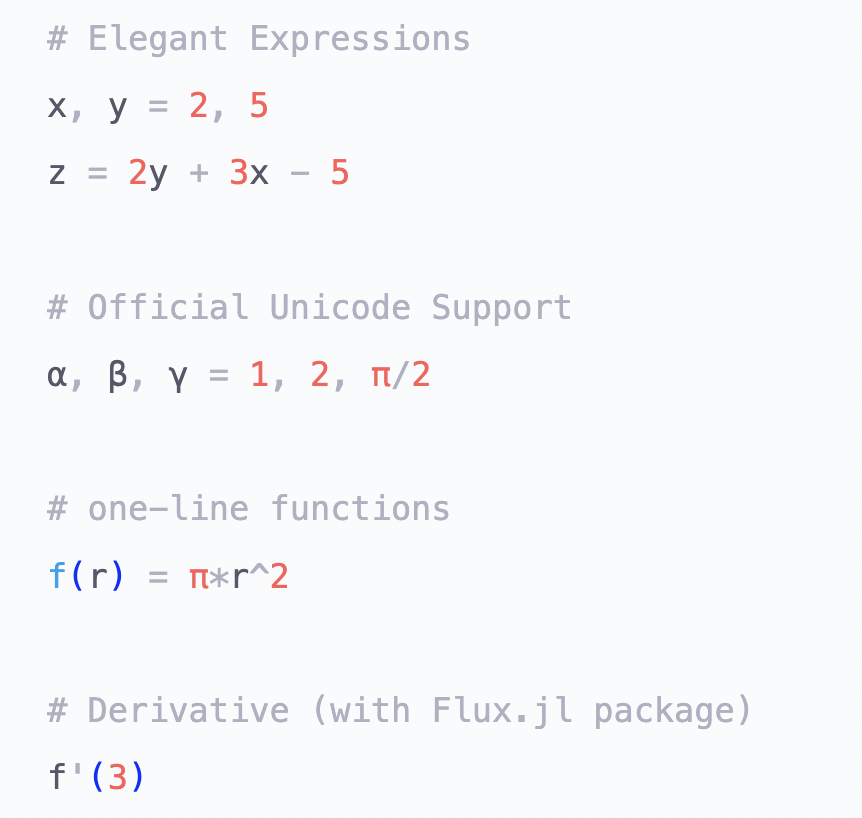 # Elegant Expressions
x, y = 2, 5
z = 2y + 3x - 5
# Official Unicode Support
α, β, γ = 1, 2, π/2
# one-line functions
f(r) = π*r^2
# Derivative (with Flux.jl package)
f'(3)